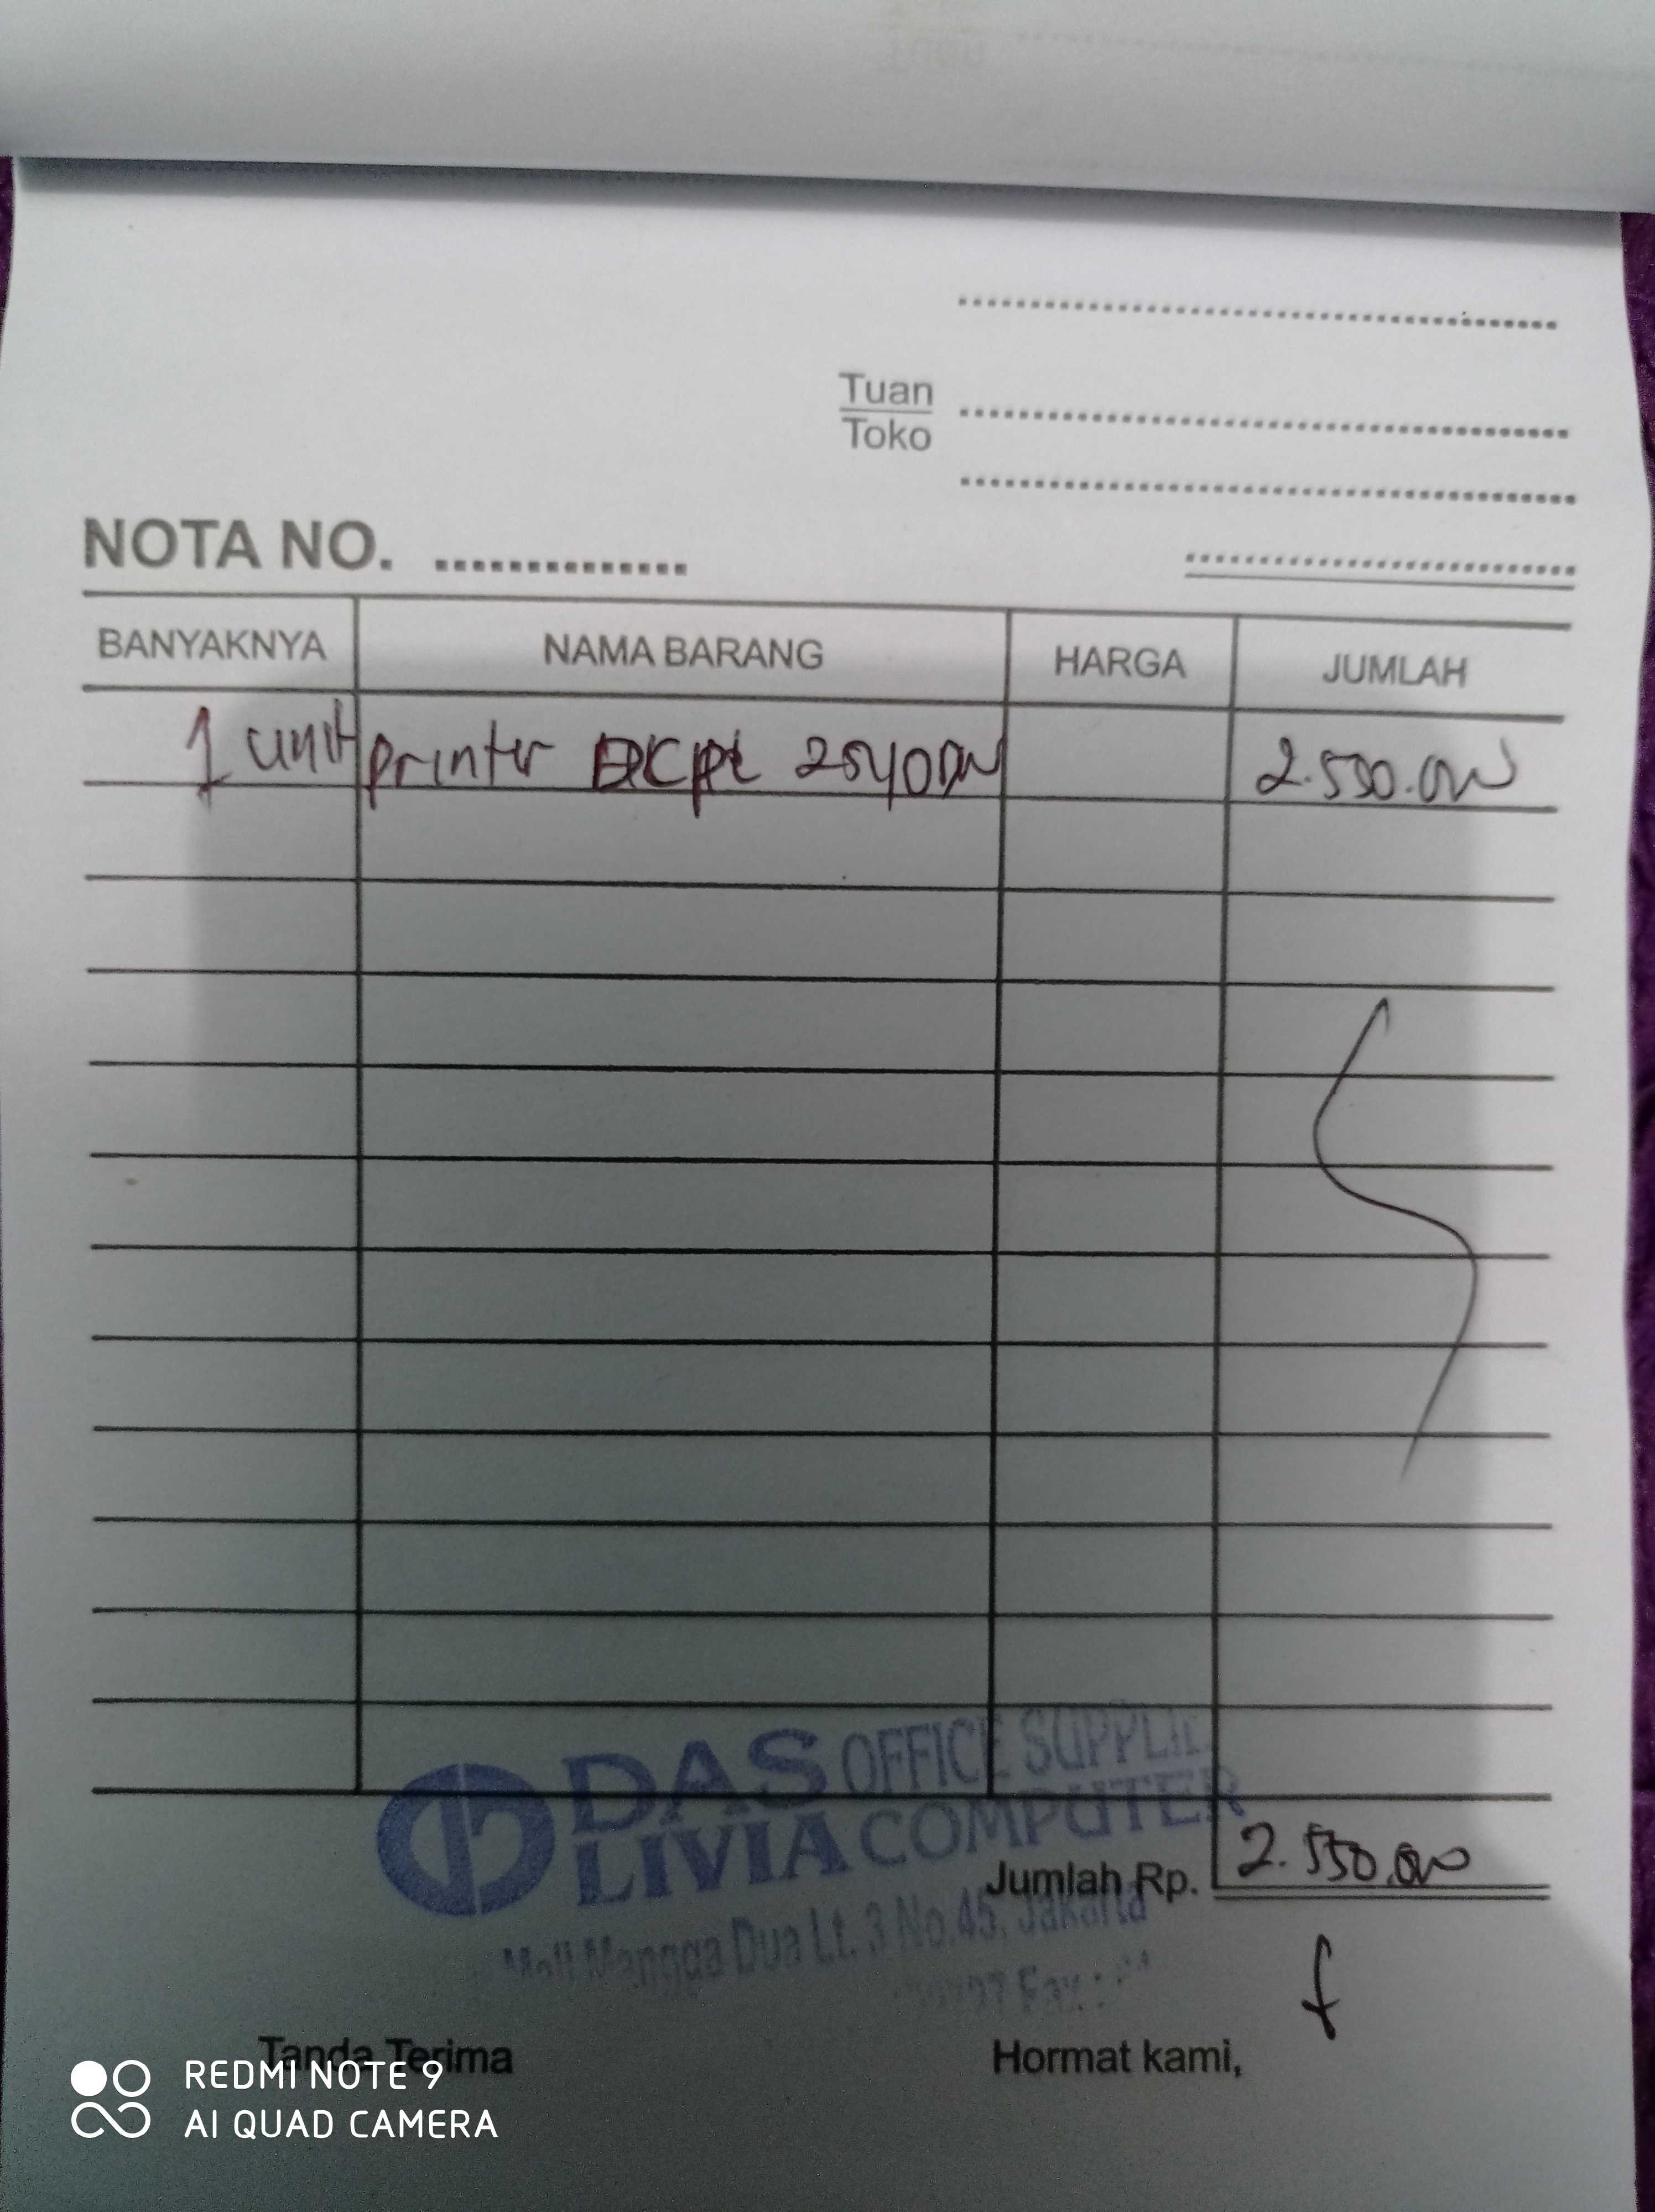 Tuan
Toko
NOTA NO.
BANYAKNYA NAMA BARANG HARGA JUMLAH
1 unit printer 2540DW 2.550.000
DAS OFFICE SUPPLIE
LIVIA COMPUTER
Jumlah Rp. 2.550.000
Mall Mangga Dua Lt. 3 No.45, Jakarta
Fax :
Tanda Terima Hormat kami,
REDMI NOTE 9
AI QUAD CAMERA